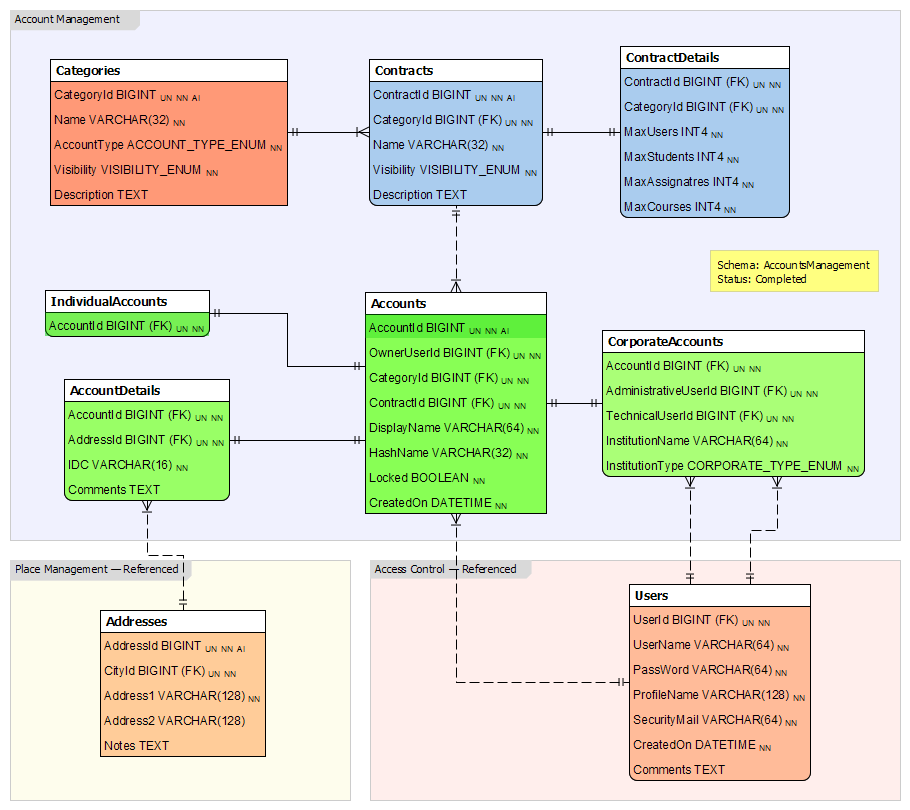 Account Management
Categories
CategoryId BIGINT UN NN AI
Name VARCHAR(32) NN
AccountType ACCOUNT_TYPE_ENUM NN
Visibility VISIBILITY_ENUM NN
Description TEXT
Contracts
ContractId BIGINT UN NN AI
CategoryId BIGINT (FK) UN NN
Name VARCHAR(32) NN
Visibility VISIBILITY_ENUM NN
Description TEXT
ContractDetails
ContractId BIGINT (FK) UN NN
CategoryId BIGINT (FK) UN NN
MaxUsers INT4 NN
MaxStudents INT4 NN
MaxAssignatres INT4 NN
MaxCourses INT4 NN
Schema: AccountsManagement
Status: Completed
IndividualAccounts
AccountId BIGINT (FK) UN NN
Accounts
AccountId BIGINT UN NN AI
OwnerUserId BIGINT (FK) UN NN
CategoryId BIGINT (FK) UN NN
ContractId BIGINT (FK) UN NN
DisplayName VARCHAR(64) NN
HashName VARCHAR(32) NN
Locked BOOLEAN NN
CreatedOn DATETIME NN
CorporateAccounts
AccountId BIGINT (FK) UN NN
AdministrativeUserId BIGINT (FK) UN NN
TechnicalUserId BIGINT (FK) UN NN
InstitutionName VARCHAR(64) NN
InstitutionType CORPORATE_TYPE_ENUM NN
AccountDetails
AccountId BIGINT (FK) UN NN
AddressId BIGINT (FK) UN NN
IDC VARCHAR(16) NN
Comments TEXT
Place Management — Referenced
Addresses
AddressId BIGINT UN NN AI
CityId BIGINT (FK) UN NN
Address1 VARCHAR(128) NN
Address2 VARCHAR(128)
Notes TEXT
Access Control — Referenced
Users
UserId BIGINT (FK) UN NN
UserName VARCHAR(64) NN
PassWord VARCHAR(64) NN
ProfileName VARCHAR(128) NN
SecurityMail VARCHAR(64) NN
CreatedOn DATETIME NN
Comments TEXT